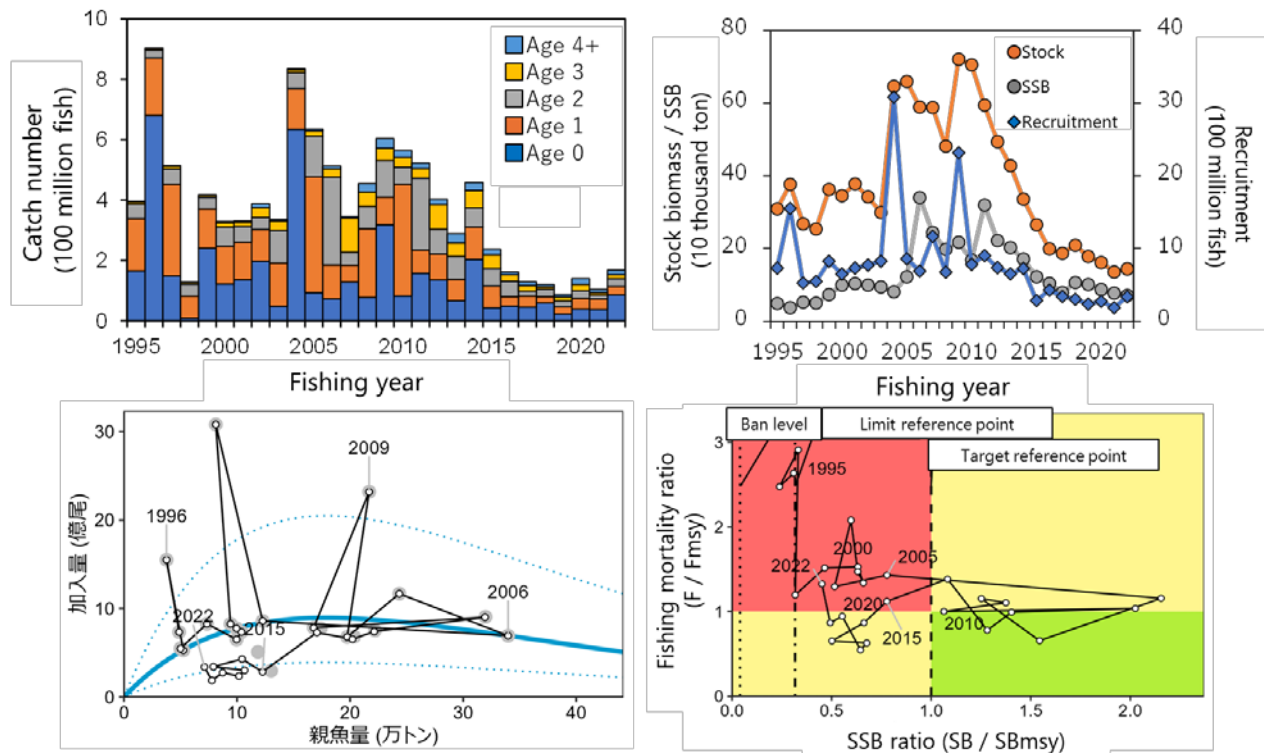 Catch number
(100 million fish)
10
8
6
4
2
0
Age 4+
Age 3
Age 2
Age 1
Age 0
1995
2000
2005
2010
2015
2020
Fishing year
Stock biomass / SSB
(10 thousand ton)
80
60
40
20
0
Stock
SSB
Recruitment
40
30
20
10
0
Recruitment
(100 million fish)
1995
2000
2005
2010
2015
2020
Fishing year
加入量 (億尾)
30
20
10
0
1996
2009
2022
2015
2006
0
10
20
30
40
親魚量 (万トン)
Fishing mortality ratio
(F / Fmsy)
3
2
1
0
Ban level
Limit reference point
Target reference point
1995
2000
2005
2022
2020
2015
2010
0.0
0.5
1.0
1.5
2.0
SSB ratio (SB / SBmsy)